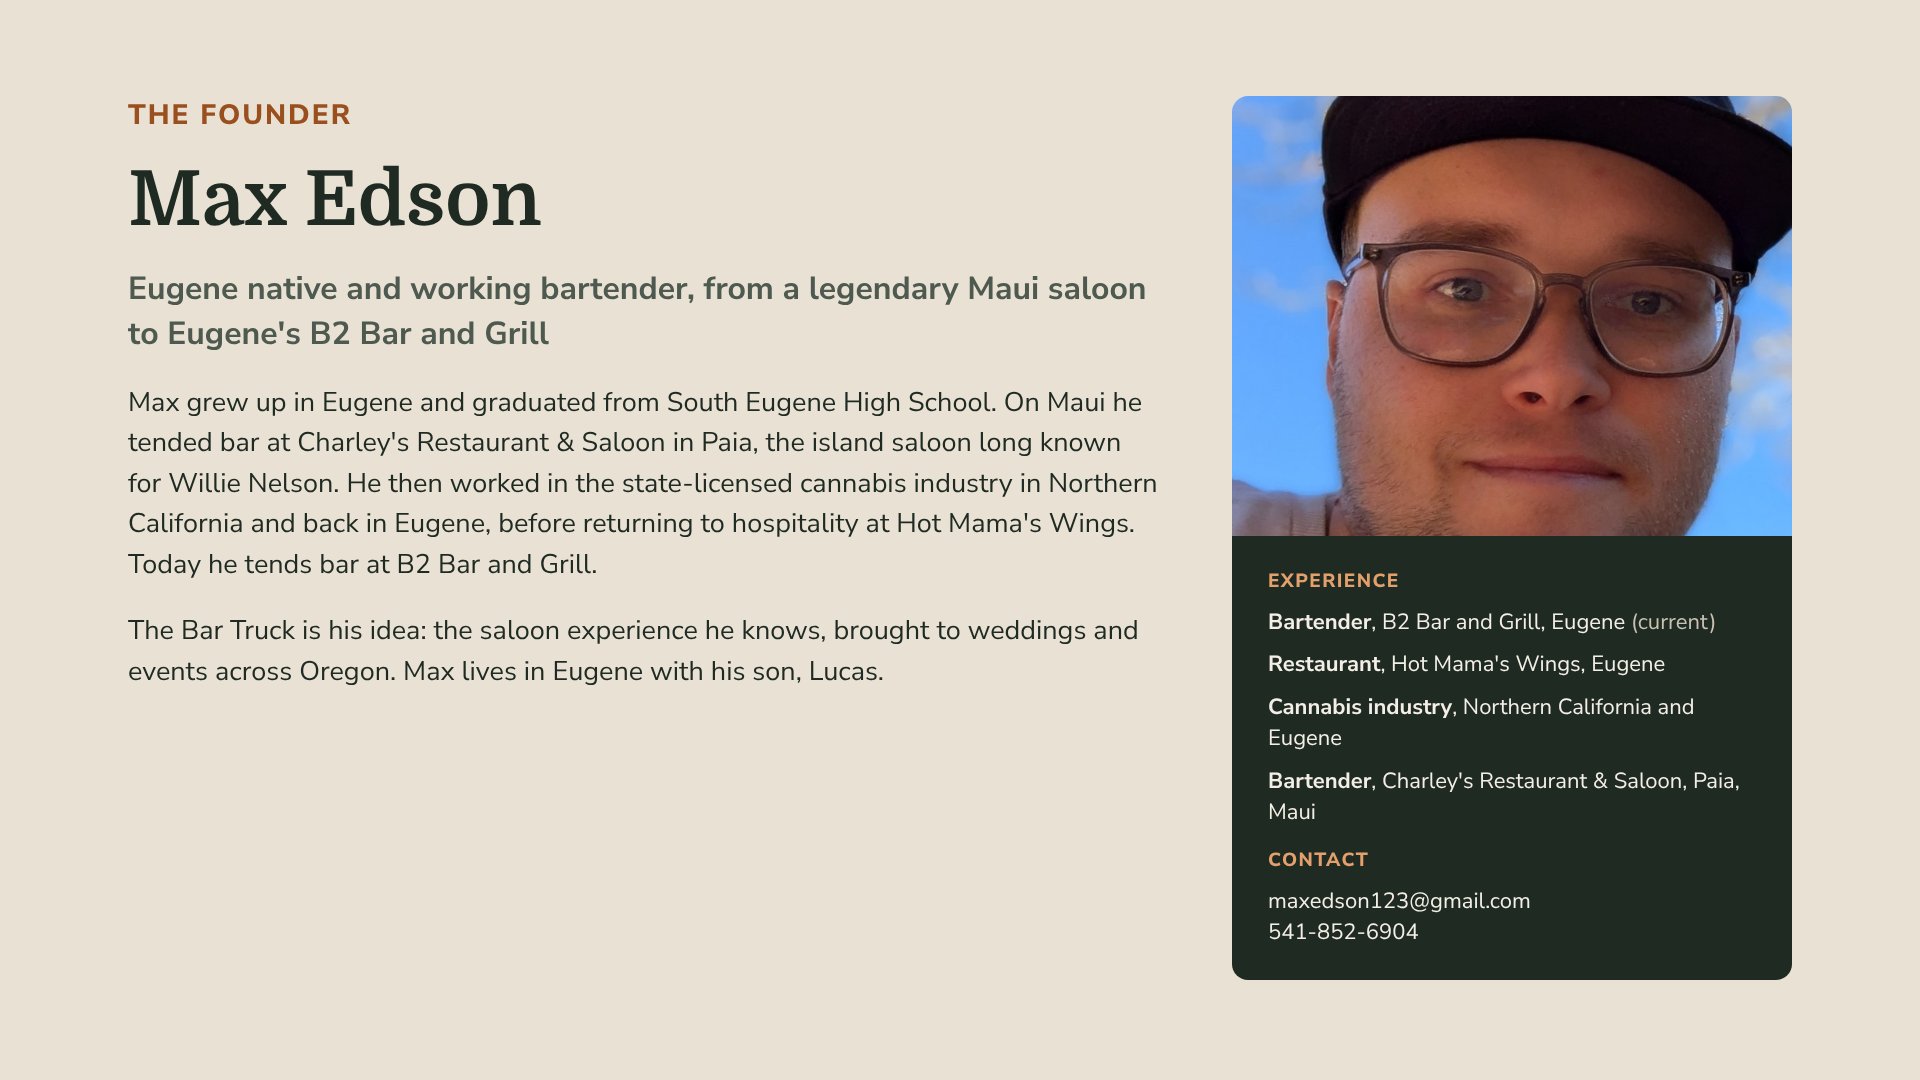 THE FOUNDER
Max Edson
Eugene native and working bartender, from a legendary Maui saloon
to Eugene's B2 Bar and Grill
Max grew up in Eugene and graduated from South Eugene High School. On Maui he
tended bar at Charley's Restaurant & Saloon in Paia, the island saloon long known
for Willie Nelson. He then worked in the state-licensed cannabis industry in Northern
California and back in Eugene, before returning to hospitality at Hot Mama's Wings.
Today he tends bar at B2 Bar and Grill.
The Bar Truck is his idea: the saloon experience he knows, brought to weddings and
events across Oregon. Max lives in Eugene with his son, Lucas.
EXPERIENCE
Bartender, B2 Bar and Grill, Eugene (current)
Restaurant, Hot Mama's Wings, Eugene
Cannabis industry, Northern California and
Eugene
Bartender, Charley's Restaurant & Saloon, Paia,
Maui
CONTACT
maxedson123@gmail.com
541-852-6904